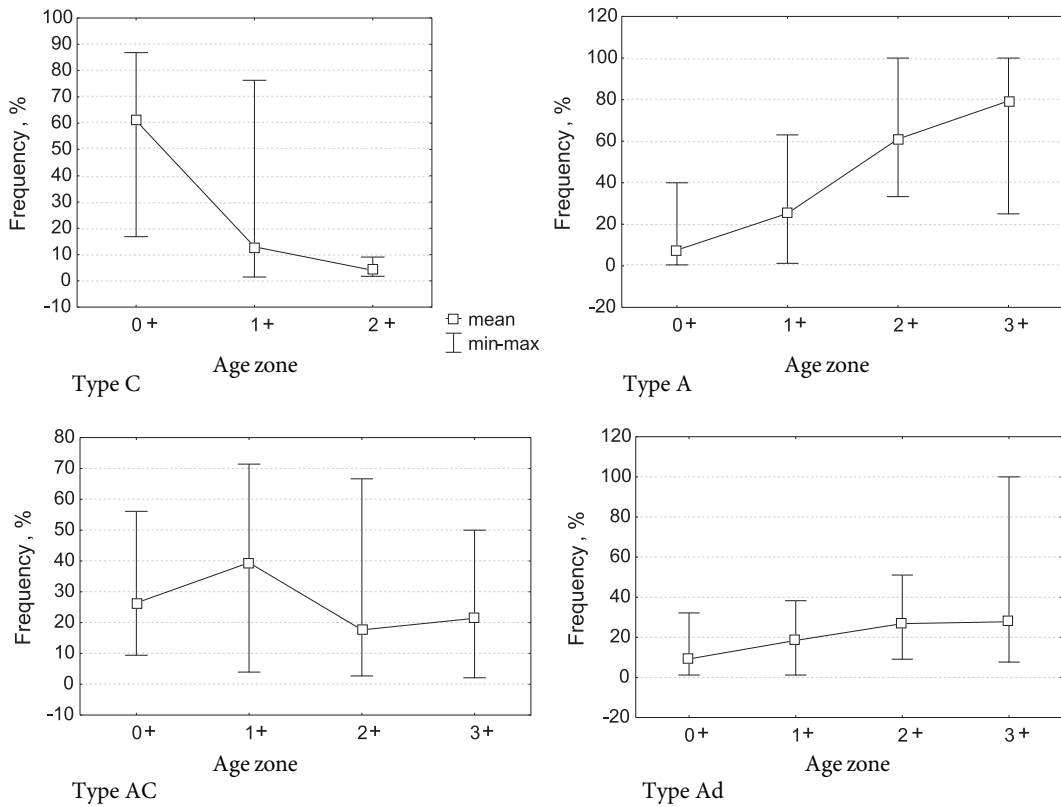 100
90
80
70
60
50
40
30
20
10
0
-10
Frequency, %
0+ 1+ 2+
Age zone
Type C
mean
min-max
120
100
80
60
40
20
0
-20
Frequency, %
0+ 1+ 2+ 3+
Age zone
Type A
80
70
60
50
40
30
20
10
0
-10
Frequency, %
0+ 1+ 2+ 3+
Age zone
Type AC
120
100
80
60
40
20
0
-20
Frequency, %
0+ 1+ 2+ 3+
Age zone
Type Ad